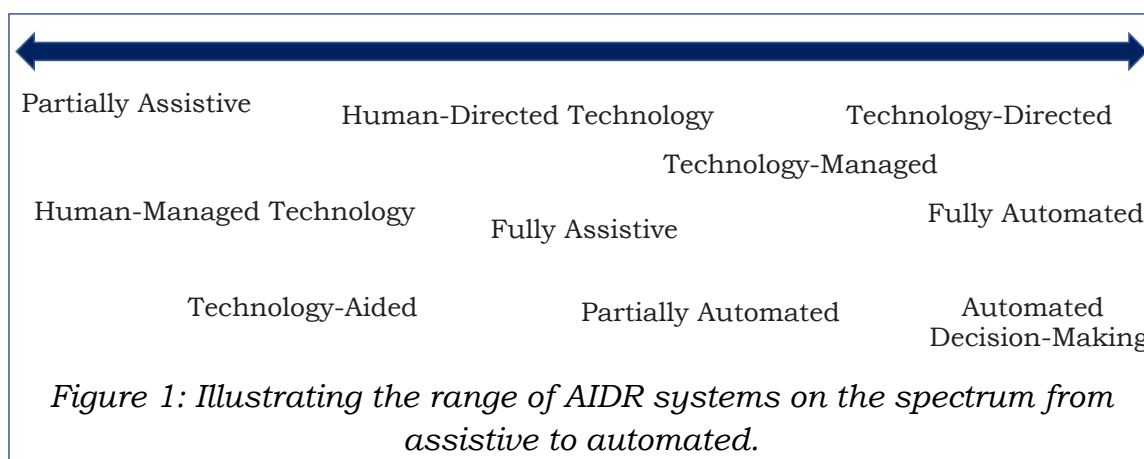 Partially Assistive
Human-Directed Technology
Technology-Directed
Technology-Managed
Human-Managed Technology
Fully Assistive
Fully Automated
Technology-Aided
Partially Automated
Automated
Decision-Making
Figure 1: Illustrating the range of AIDR systems on the spectrum from
assistive to automated.